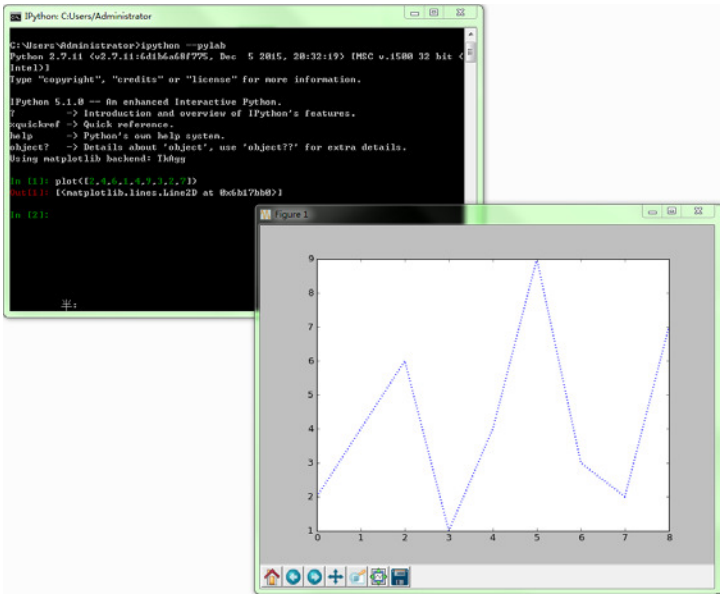 IPython: C:Users/Administrator
C:\Users\Administrator>ipython --pylab
Python 2.7.11 (v2.7.11:6d1b6a68f775, Dec  5 2015, 20:32:19) [MSC v.1500 32 bit (
Intel)]
Type "copyright", "credits" or "license" for more information.
IPython 5.1.0 -- An enhanced Interactive Python.
?         -> Introduction and overview of IPython's features.
%quickref -> Quick reference.
help      -> Python's own help system.
object?   -> Details about 'object', use 'object??' for extra details.
Using matplotlib backend: TkAgg
In [1]: plot([2,4,6,1,4,9,3,2,7])
Out[1]: [<matplotlib.lines.Line2D at 0x6b17bb0>]
In [2]:
半:
Figure 1
9
8
7
6
5
4
3
2
1
0 1 2 3 4 5 6 7 8